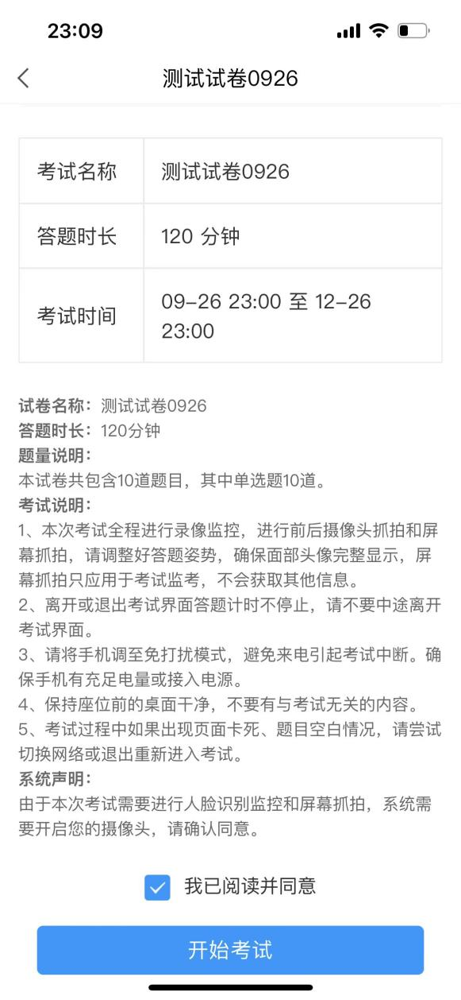 23:09
测试试卷0926
考试名称 测试试卷0926
答题时长 120 分钟
考试时间 09–26 23:00 至 12–26
23:00
试卷名称：测试试卷0926
答题时长：120分钟
题量说明：
本试卷共包含10道题目，其中单选题10道。
考试说明：
1、本次考试全程进行录像监控，进行前后摄像头抓拍和屏
幕抓拍，请调整好答题姿势，确保面部头像完整显示，屏
幕抓拍只应用于考试监考，不会获取其他信息。
2、离开或退出考试界面答题计时不停止，请不要中途离开
考试界面。
3、请将手机调至免打扰模式，避免来电引起考试中断。确
保手机有充足电量或接入电源。
4、保持座位前的桌面干净，不要有与考试无关的内容。
5、考试过程中如果出现页面卡死、题目空白情况，请尝试
切换网络或退出重新进入考试。
系统声明：
由于本次考试需要进行人脸识别监控和屏幕抓拍，系统需
要开启您的摄像头，请确认同意。
我已阅读并同意
开始考试